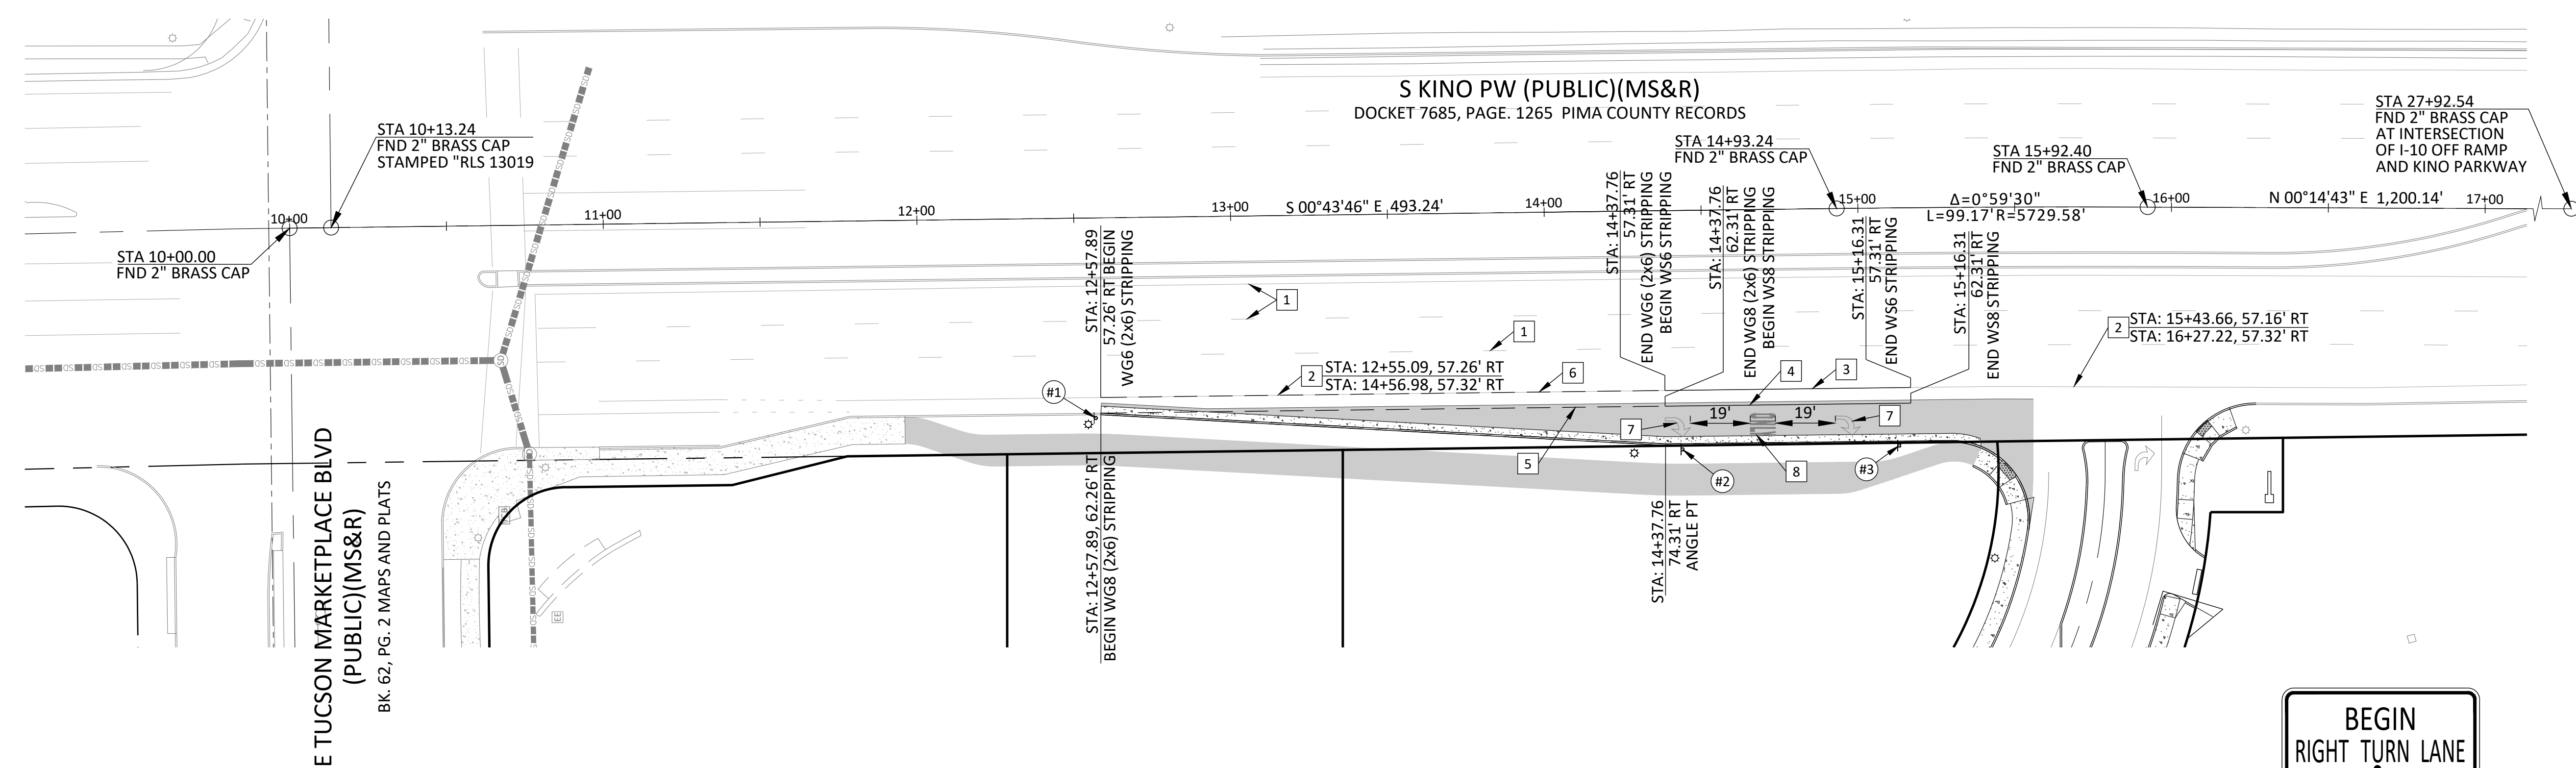 S KINO PW (PUBLIC)(MS&R)
DOCKET 7685, PAGE. 1265  PIMA COUNTY RECORDS
STA 10+13.24
FND 2" BRASS CAP
STAMPED "RLS 13019
STA 10+00.00
FND 2" BRASS CAP
STA 14+93.24
FND 2" BRASS CAP
STA 15+92.40
FND 2" BRASS CAP
STA 27+92.54
FND 2" BRASS CAP
AT INTERSECTION
OF I-10 OFF RAMP
AND KINO PARKWAY
10+00
11+00
12+00
13+00
S 00°43'46" E 493.24'
14+00
15+00
Δ=0°59'30"
L=99.17'R=5729.58'
16+00
N 00°14'43" E 1,200.14'
17+00
STA: 12+57.89
57.26' RT BEGIN
WG6 (2x6) STRIPPING
STA: 14+37.76
57.31' RT
END WG6 (2x6) STRIPPING
BEGIN WS6 STRIPPING
STA: 14+37.76
62.31' RT
END WG8 (2x6) STRIPPING
BEGIN WS8 STRIPPING
STA: 15+16.31
57.31' RT
END WS6 STRIPPING
STA: 15+16.31
62.31' RT
END WS8 STRIPPING
1
1
2
STA: 12+55.09, 57.26' RT
STA: 14+56.98, 57.32' RT
6
4
3
2
STA: 15+43.66, 57.16' RT
STA: 16+27.22, 57.32' RT
#1
7
19'
19'
7
5
8
#2
#3
STA: 12+57.89, 62.26' RT
BEGIN WG8 (2x6) STRIPPING
STA: 14+37.76
74.31' RT
ANGLE PT
SD
EE
E TUCSON MARKETPLACE BLVD
(PUBLIC)(MS&R)
BK. 62, PG. 2 MAPS AND PLATS
BEGIN
RIGHT TURN LANE